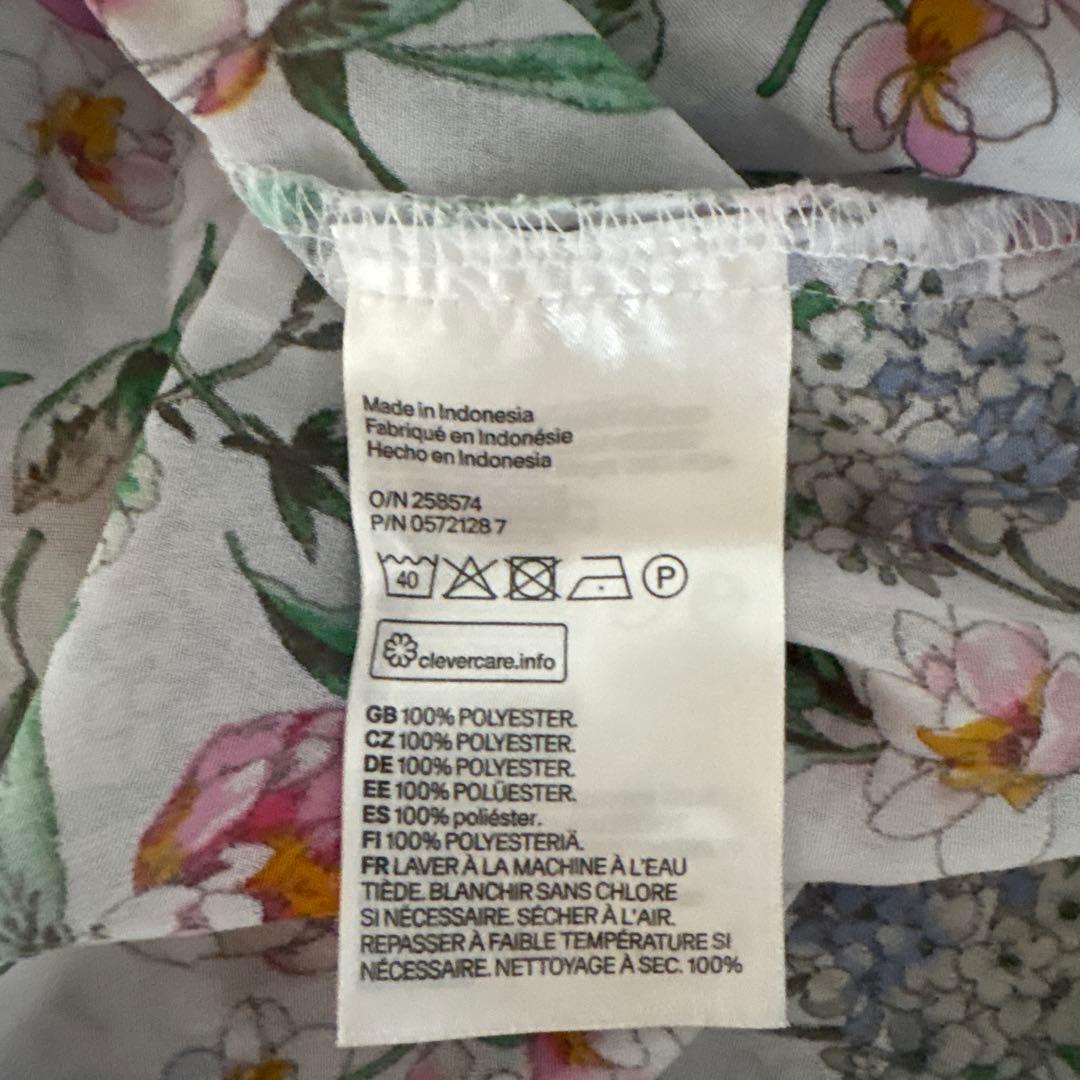 Made in Indonesia
Fabriqué en Indonésie
Hecho en Indonesia
O/N 258574
P/N 0572128 7
40 P
clevercare.info
GB 100% POLYESTER.
CZ 100% POLYESTER.
DE 100% POLYESTER.
EE 100% POLÜESTER.
ES 100% poliéster.
FI 100% POLYESTERIÄ.
FR LAVER À LA MACHINE À L'EAU
TIÈDE. BLANCHIR SANS CHLORE
SI NÉCESSAIRE. SÉCHER À L'AIR.
REPASSER À FAIBLE TEMPÉRATURE SI
NÉCESSAIRE. NETTOYAGE À SEC. 100%